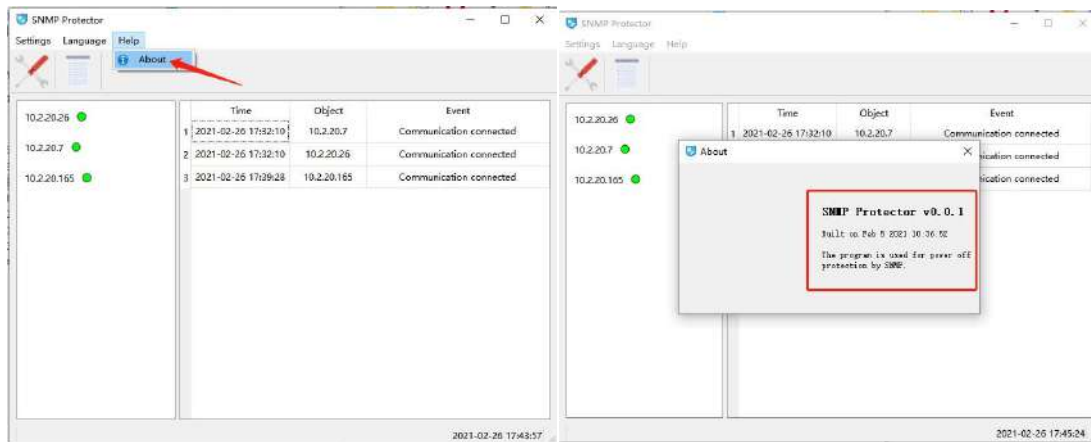 SNMP Protector
Settings Language Help
About
10.2.20.26
10.2.20.7
10.2.20.165
Time Object Event
1 2021-02-26 17:32:10 10.2.20.7 Communication connected
2 2021-02-26 17:32:10 10.2.20.26 Communication connected
3 2021-02-26 17:39:28 10.2.20.165 Communication connected
2021-02-26 17:43:57
SNMP Protector
Settings Language Help
10.2.20.26
10.2.20.7
10.2.20.165
Time Object Event
1 2021-02-26 17:32:10 10.2.20.7 Communication connected
connected
connected
About
SNMP Protector v0.0.1
Built on Feb 5 2021
The program is used for power off
protection by SNMP.
2021-02-26 17:45:24